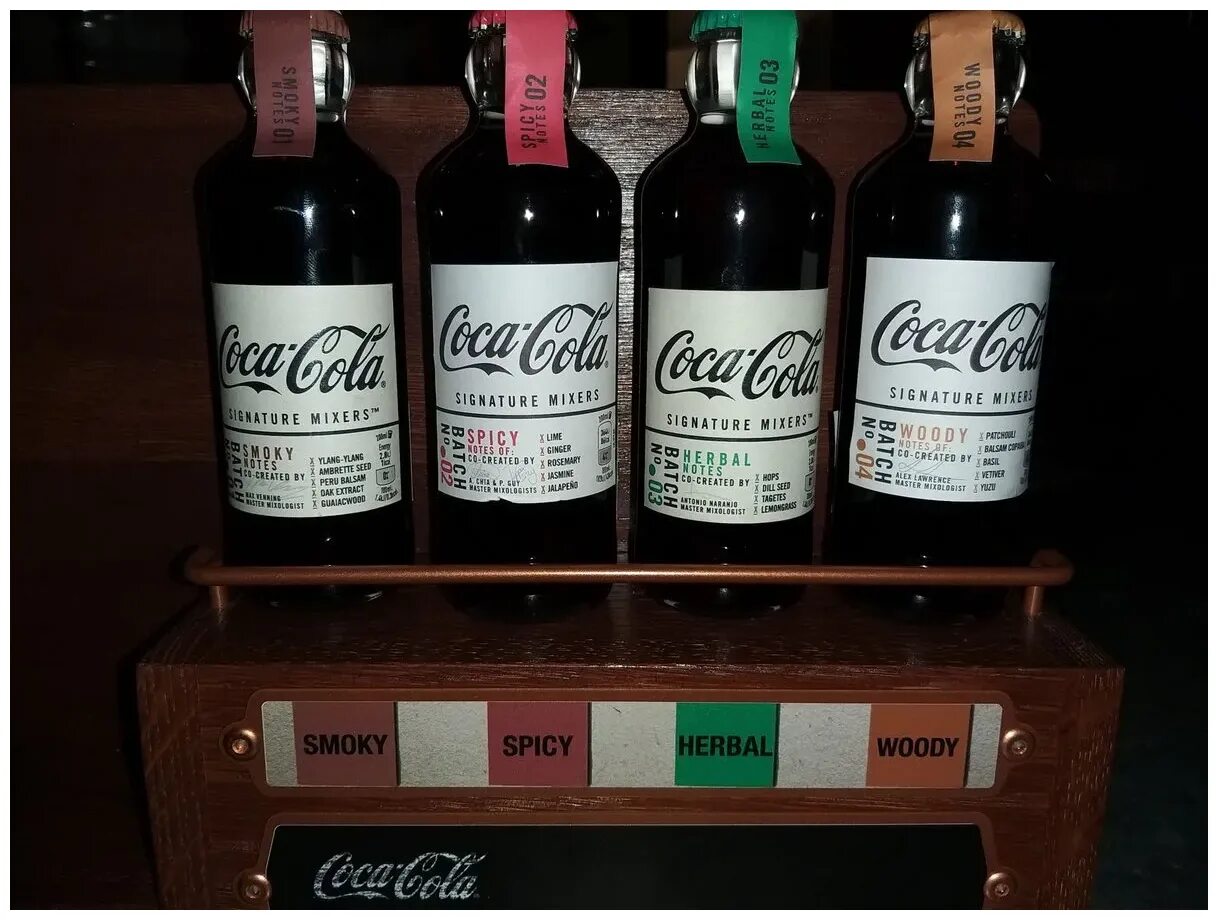 SMOKY
NOTES 01
SPICY 02
NOTES
HERBAL 03
NOTES
WOODY
NOTES 04
Coca-Cola®
SIGNATURE MIXERS™
BATCH
SMOKY
NOTES
CO-CREATED BY
MAX VENNING
MASTER MIXOLOGIST
YLANG-YLANG
AMBRETTE SEED
PERU BALSAM
OAK EXTRACT
GUAIACWOOD
Coca-Cola®
SIGNATURE MIXERS
BATCH
No.02
SPICY
NOTES OF:
CO-CREATED BY
A. CHIA & P. GUY
MASTER MIXOLOGISTS
LIME
GINGER
ROSEMARY
JASMINE
JALAPEÑO
Coca-Cola
SIGNATURE MIXERS™
BATCH
No.03
HERBAL
NOTES
CO-CREATED BY
ANTONIO NARANJO
MASTER MIXOLOGIST
HOPS
DILL SEED
TAGETES
LEMONGRASS
Coca-Cola
SIGNATURE MIXERS
BATCH
No.04
WOODY
NOTES OF:
CO-CREATED BY
ALEX LAWRENCE
MASTER MIXOLOGIST
PATCHOULI
BALSAM
BASIL
VETIVER
YUZU
SMOKY SPICY HERBAL WOODY
Coca-Cola